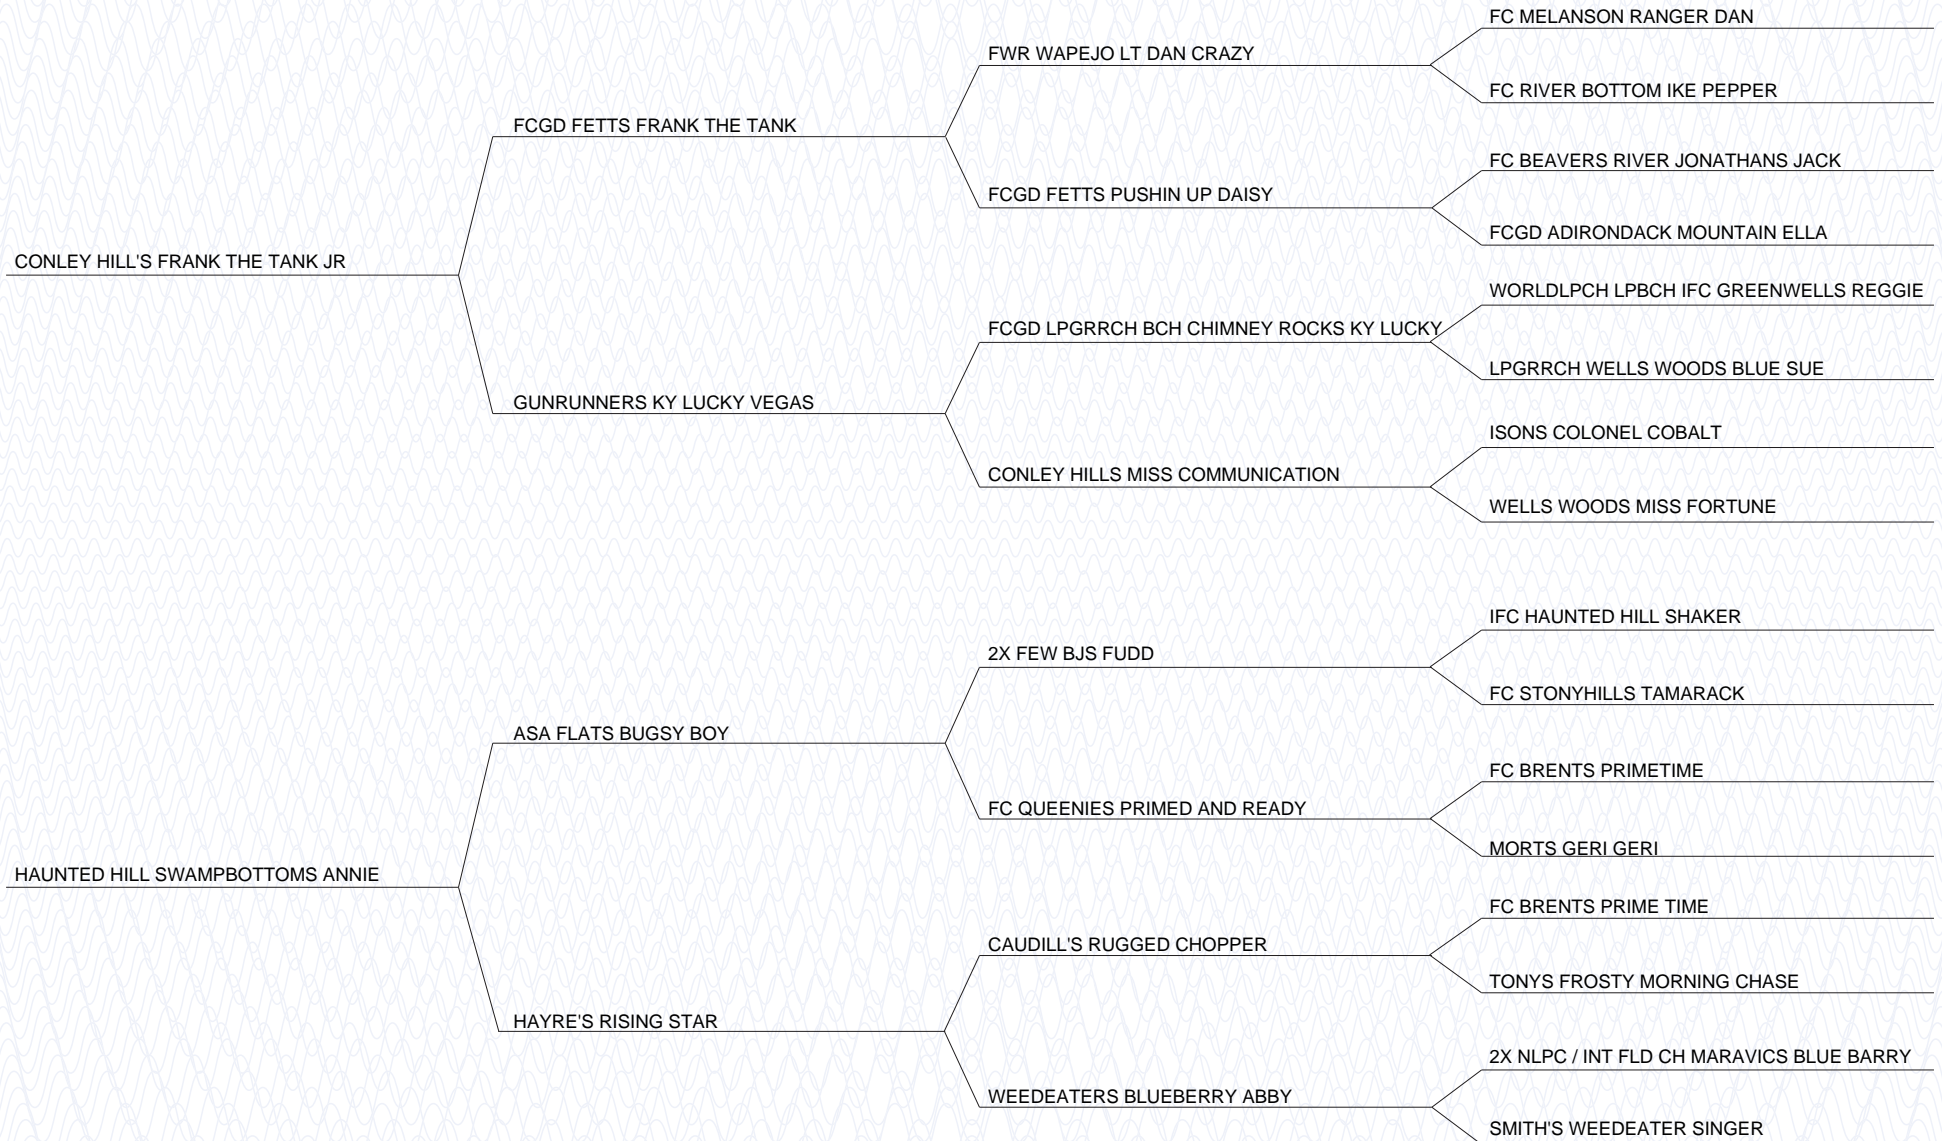 CONLEY HILL'S FRANK THE TANK JR
FCGD FETTS FRANK THE TANK
FWR WAPEJO LT DAN CRAZY
FC MELANSON RANGER DAN
FC RIVER BOTTOM IKE PEPPER
FCGD FETTS PUSHIN UP DAISY
FC BEAVERS RIVER JONATHANS JACK
FCGD ADIRONDACK MOUNTAIN ELLA
GUNRUNNERS KY LUCKY VEGAS
FCGD LPGRRCH BCH CHIMNEY ROCKS KY LUCKY
WORLDLPCH LPBCH IFC GREENWELLS REGGIE
LPGRRCH WELLS WOODS BLUE SUE
CONLEY HILLS MISS COMMUNICATION
ISONS COLONEL COBALT
WELLS WOODS MISS FORTUNE
HAUNTED HILL SWAMPBOTTOMS ANNIE
ASA FLATS BUGSY BOY
2X FEW BJS FUDD
IFC HAUNTED HILL SHAKER
FC STONYHILLS TAMARACK
FC QUEENIES PRIMED AND READY
FC BRENTS PRIMETIME
MORTS GERI GERI
HAYRE'S RISING STAR
CAUDILL'S RUGGED CHOPPER
FC BRENTS PRIME TIME
TONYS FROSTY MORNING CHASE
WEEDEATERS BLUEBERRY ABBY
2X NLPC / INT FLD CH MARAVICS BLUE BARRY
SMITH'S WEEDEATER SINGER